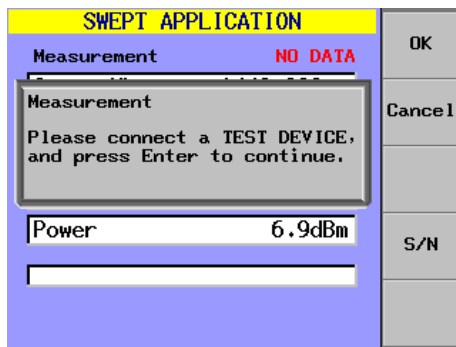 SWEPT APPLICATION
Measurement NO DATA
Measurement
Please connect a TEST DEVICE,
and press Enter to continue.
Power 6.9dBm
OK
Cancel
S/N